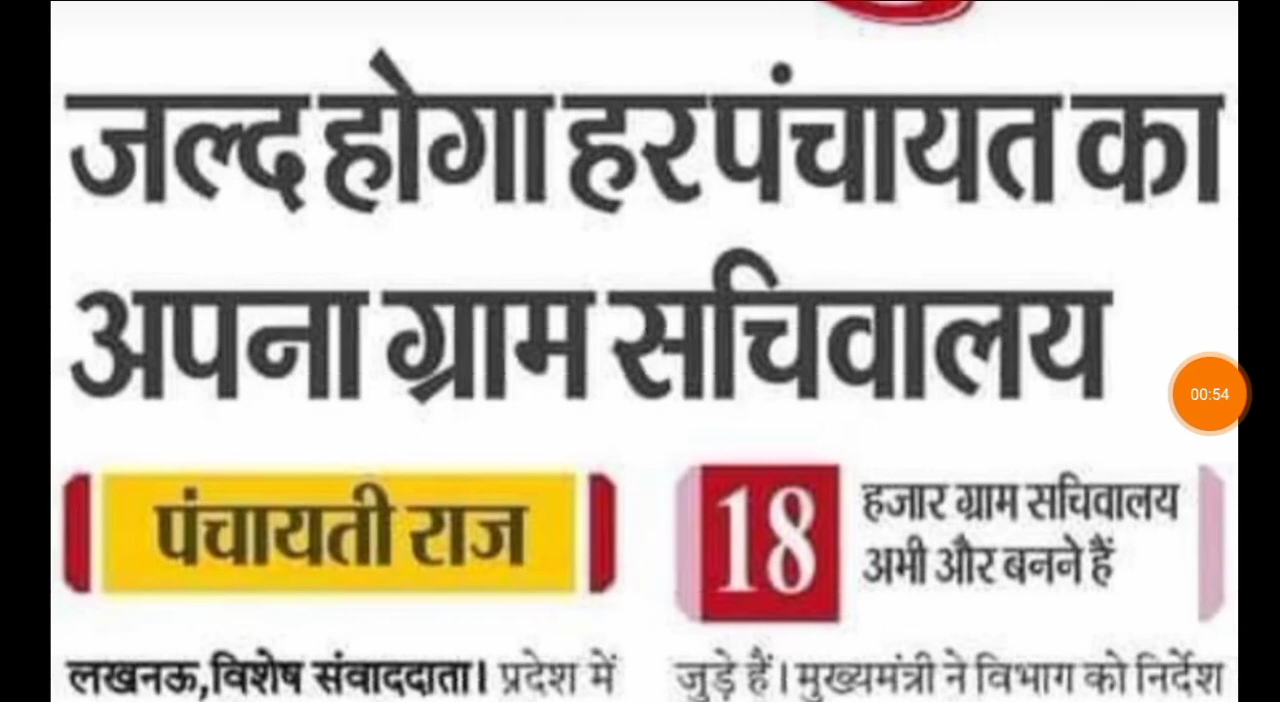 जल्द होगा हर पंचायत का
अपना ग्राम सचिवालय
00:54
पंचायती राज
18
हजार ग्राम सचिवालय
अभी और बनने हैं
लखनऊ, विशेष संवाददाता। प्रदेश में
जुड़े हैं। मुख्यमंत्री ने विभाग को निर्देश